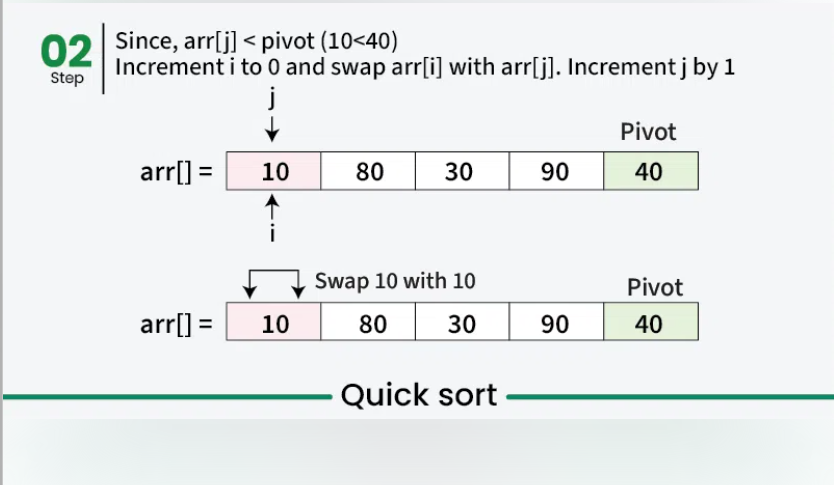 02
Step
Since, arr[j] < pivot (10<40)
Increment i to 0 and swap arr[i] with arr[j]. Increment j by 1
j
Pivot
arr[] = 10 80 30 90 40
i
Swap 10 with 10
Pivot
arr[] = 10 80 30 90 40
Quick sort